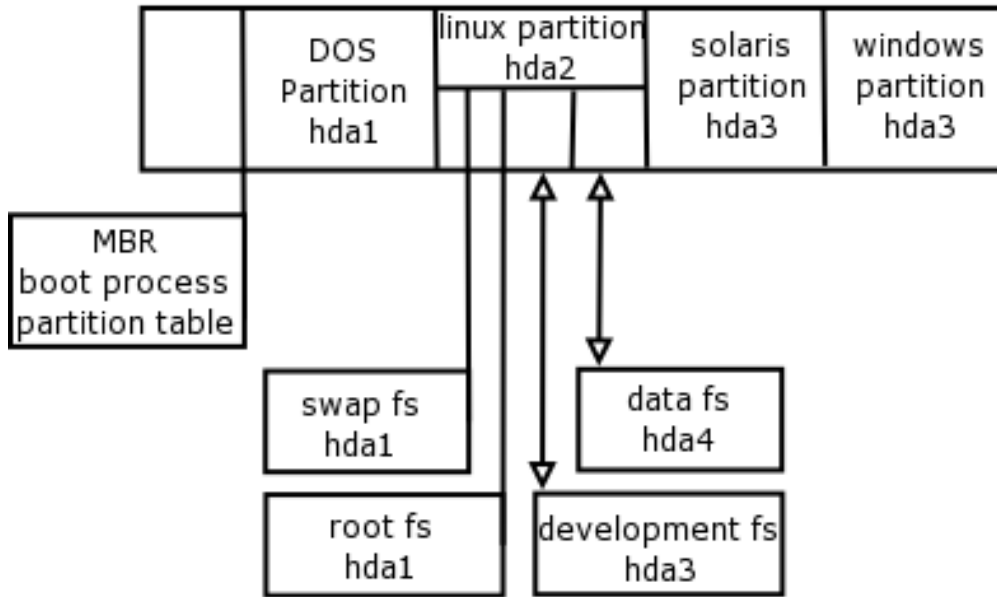 DOS
Partition
hda1
linux partition
hda2
solaris
partition
hda3
windows
partition
hda3
MBR
boot process
partition table
swap fs
hda1
data fs
hda4
root fs
hda1
development fs
hda3